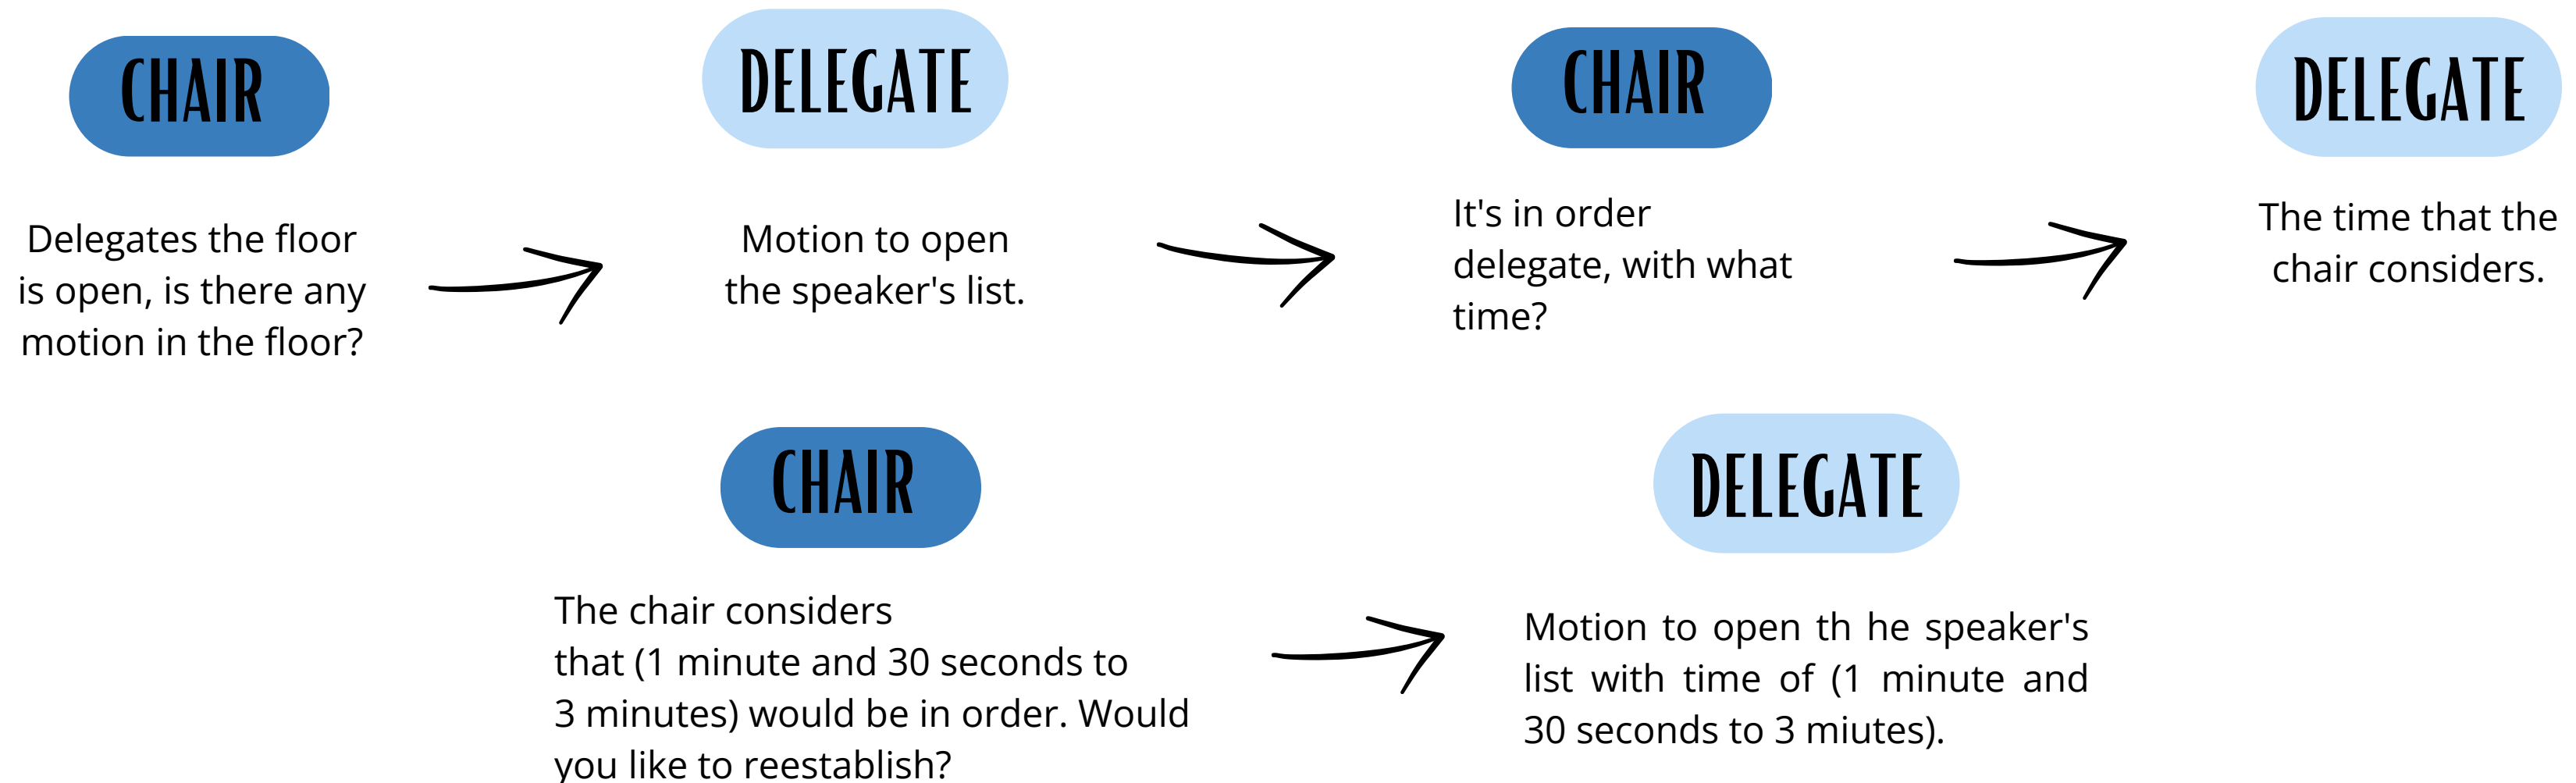 CHAIR
Delegates the floor
is open, is there any
motion in the floor?
DELEGATE
Motion to open
the speaker's list.
CHAIR
It's in order
delegate, with what
time?
DELEGATE
The time that the
chair considers.
CHAIR
The chair considers
that (1 minute and 30 seconds to
3 minutes) would be in order. Would
you like to reestablish?
DELEGATE
Motion to open th he speaker's
list with time of (1 minute and
30 seconds to 3 miutes).